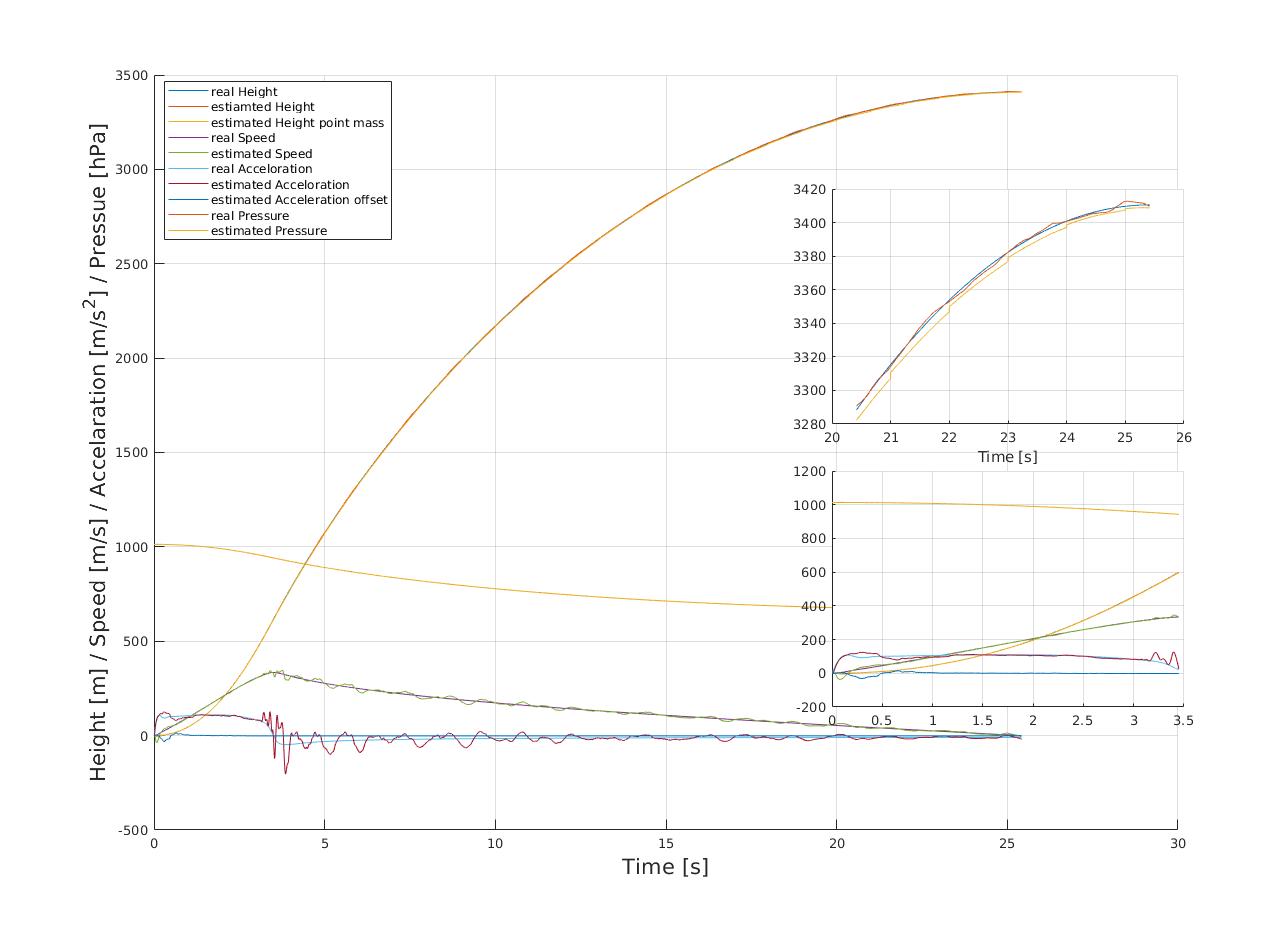 3500
3000
2500
2000
1500
1000
500
0
-500
Height [m] / Speed [m/s] / Accelaration [m/s2] / Pressue [hPa]
real Height
estiamted Height
estimated Height point mass
real Speed
estimated Speed
real Acceloration
estimated Acceloration
estimated Acceloration offset
real Pressure
estimated Pressure
3420
3400
3380
3360
3340
3320
3300
3280
20 21 22 23 24 25 26
Time [s]
1200
1000
800
600
400
200
0
-200
0 0.5 1 1.5 2 2.5 3 3.5
0 5 10 15 20 25 30
Time [s]